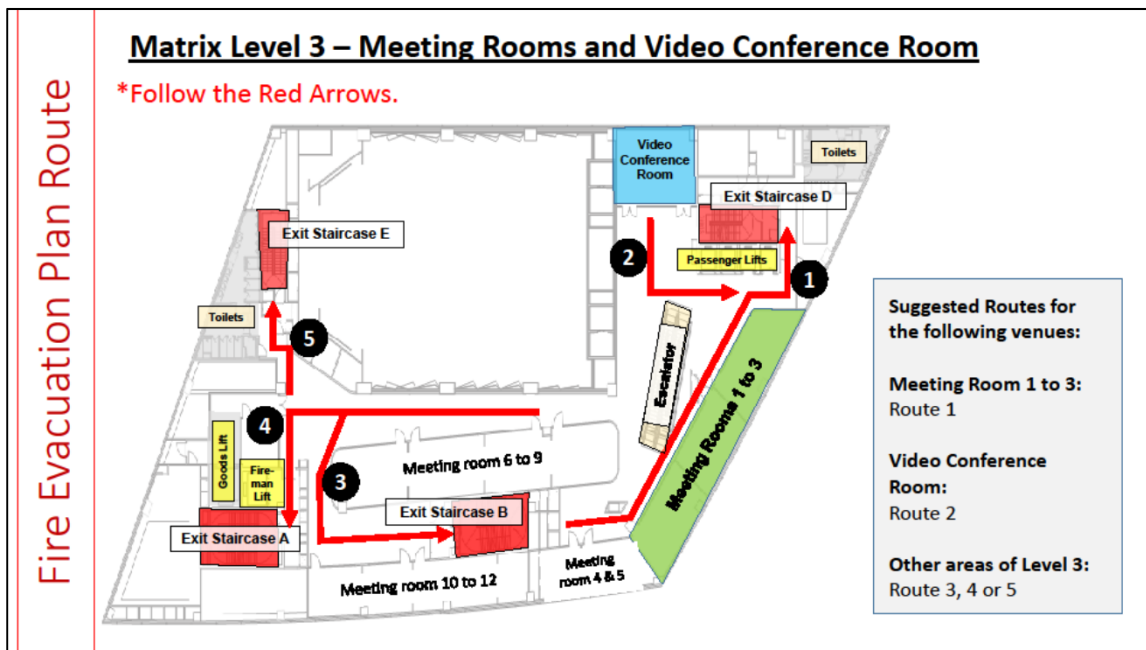 Fire Evacuation Plan Route
Matrix Level 3 – Meeting Rooms and Video Conference Room
*Follow the Red Arrows.
Video
Conference
Room
Toilets
Exit Staircase D
Exit Staircase E
2
Passenger Lifts
1
Toilets
5
Escalator
Meeting Rooms 1 to 3
4
Goods Lift
Fire-
man
Lift
3
Meeting room 6 to 9
Exit Staircase B
Exit Staircase A
Meeting room 10 to 12
Meeting
room 4 & 5
Suggested Routes for
the following venues:
Meeting Room 1 to 3:
Route 1
Video Conference
Room:
Route 2
Other areas of Level 3:
Route 3, 4 or 5